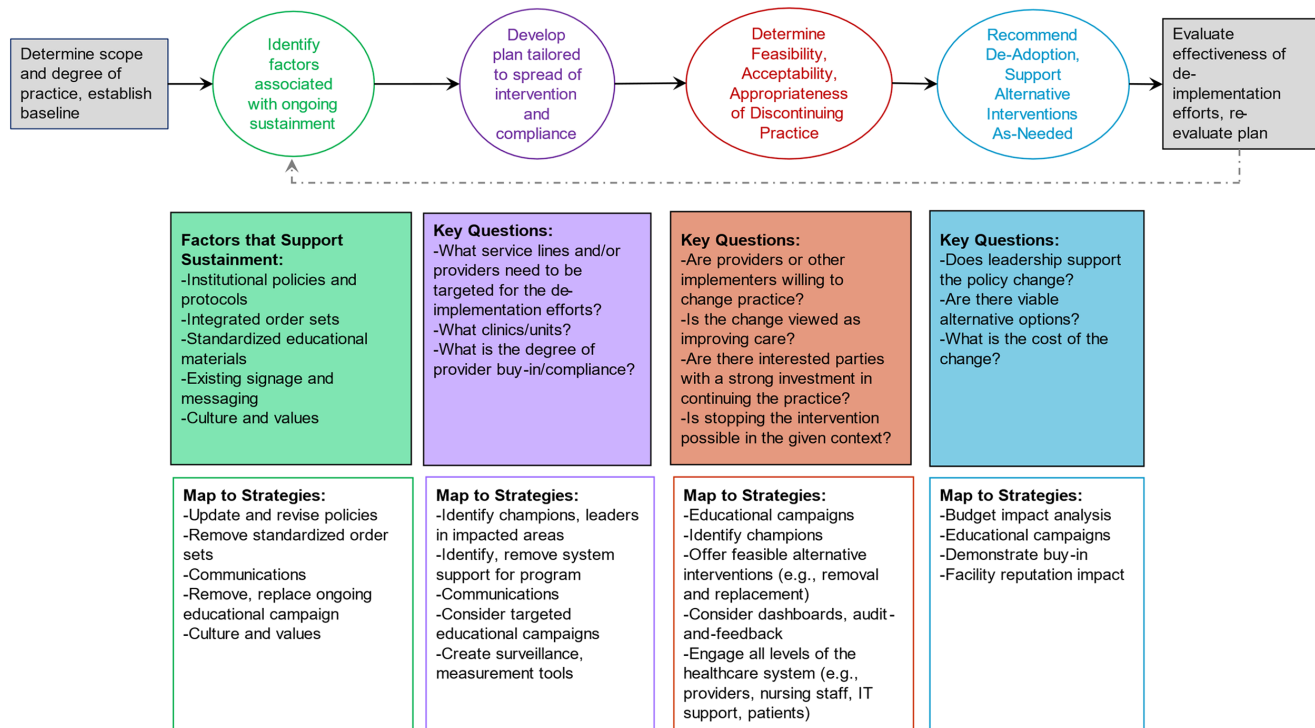 Determine scope
and degree of
practice, establish
baseline
Identify
factors
associated
with ongoing
sustainment
Develop
plan tailored
to spread of
intervention
and
compliance
Determine
Feasibility,
Acceptability,
Appropriateness
of Discontinuing
Practice
Recommend
De-Adoption,
Support
Alternative
Interventions
As-Needed
Evaluate
effectiveness of
de-
implementation
efforts, re-
evaluate plan
Factors that Support
Sustainment:
-Institutional policies and
protocols
-Integrated order sets
-Standardized educational
materials
-Existing signage and
messaging
-Culture and values
Key Questions:
-What service lines and/or
providers need to be
targeted for the de-
implementation efforts?
-What clinics/units?
-What is the degree of
provider buy-in/compliance?
Key Questions:
-Are providers or other
implementers willing to
change practice?
-Is the change viewed as
improving care?
-Are there interested parties
with a strong investment in
continuing the practice?
-Is stopping the intervention
possible in the given context?
Key Questions:
-Does leadership support
the policy change?
-Are there viable
alternative options?
-What is the cost of the
change?
Map to Strategies:
-Update and revise policies
-Remove standardized order
sets
-Communications
-Remove, replace ongoing
educational campaign
-Culture and values
Map to Strategies:
-Identify champions, leaders
in impacted areas
-Identify, remove system
support for program
-Communications
-Consider targeted
educational campaigns
-Create surveillance,
measurement tools
Map to Strategies:
-Educational campaigns
-Identify champions
-Offer feasible alternative
interventions (e.g., removal
and replacement)
-Consider dashboards, audit-
and-feedback
-Engage all levels of the
healthcare system (e.g.,
providers, nursing staff, IT
support, patients)
Map to Strategies:
-Budget impact analysis
-Educational campaigns
-Demonstrate buy-in
-Facility reputation impact